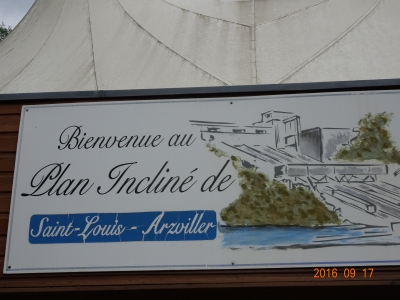 Bienvenue au
Plan Incliné de
Saint-Louis - Arzviller
2016 09 17